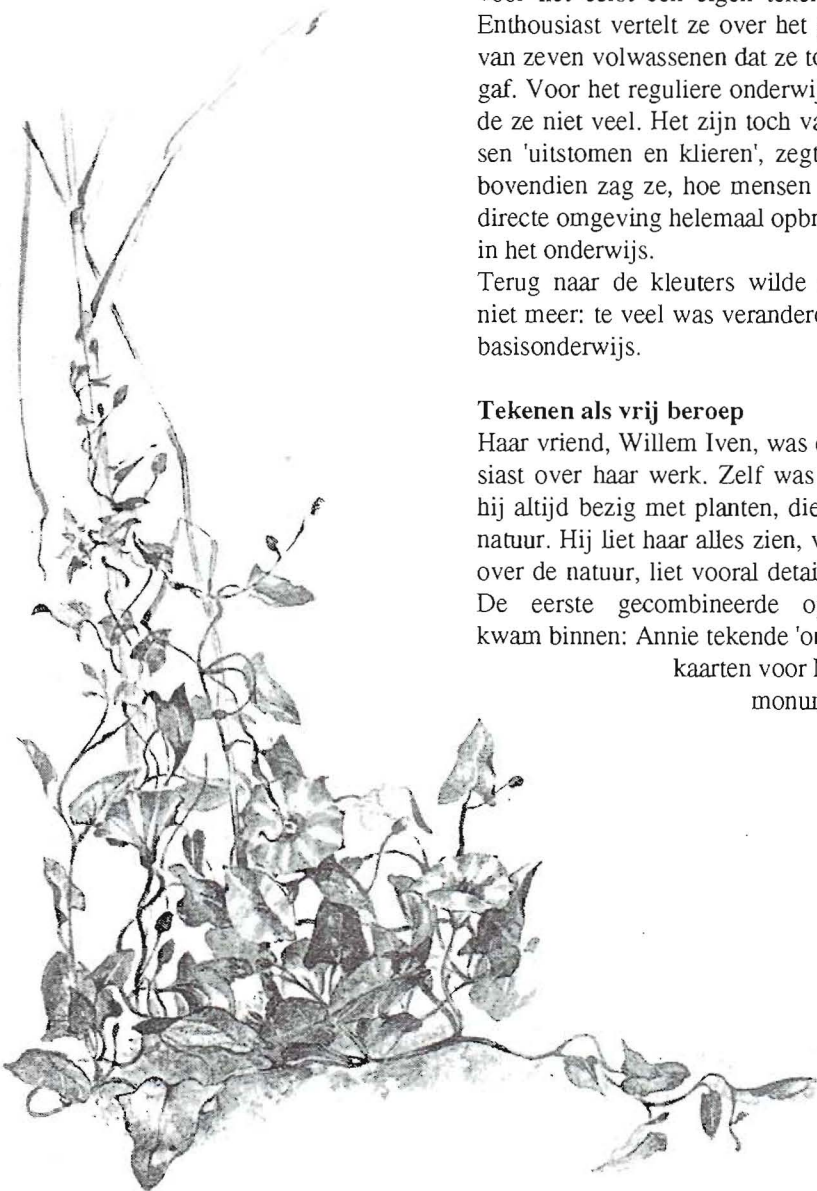 Enthousiast vertelt ze over het
van zeven volwassenen dat ze to
gaf. Voor het reguliere onderwij
de ze niet veel. Het zijn toch va
sen 'uitstomen en klieren', zegt
bovendien zag ze, hoe mensen
directe omgeving helemaal opbr
in het onderwijs.
Terug naar de kleuters wilde
niet meer: te veel was verandere
basisonderwijs.
Tekenen als vrij beroep
Haar vriend, Willem Iven, was
siast over haar werk. Zelf was
hij altijd bezig met planten, die
natuur. Hij liet haar alles zien, v
over de natuur, liet vooral detai
De eerste gecombineerde op
kwam binnen: Annie tekende 'or
kaarten voor
monur